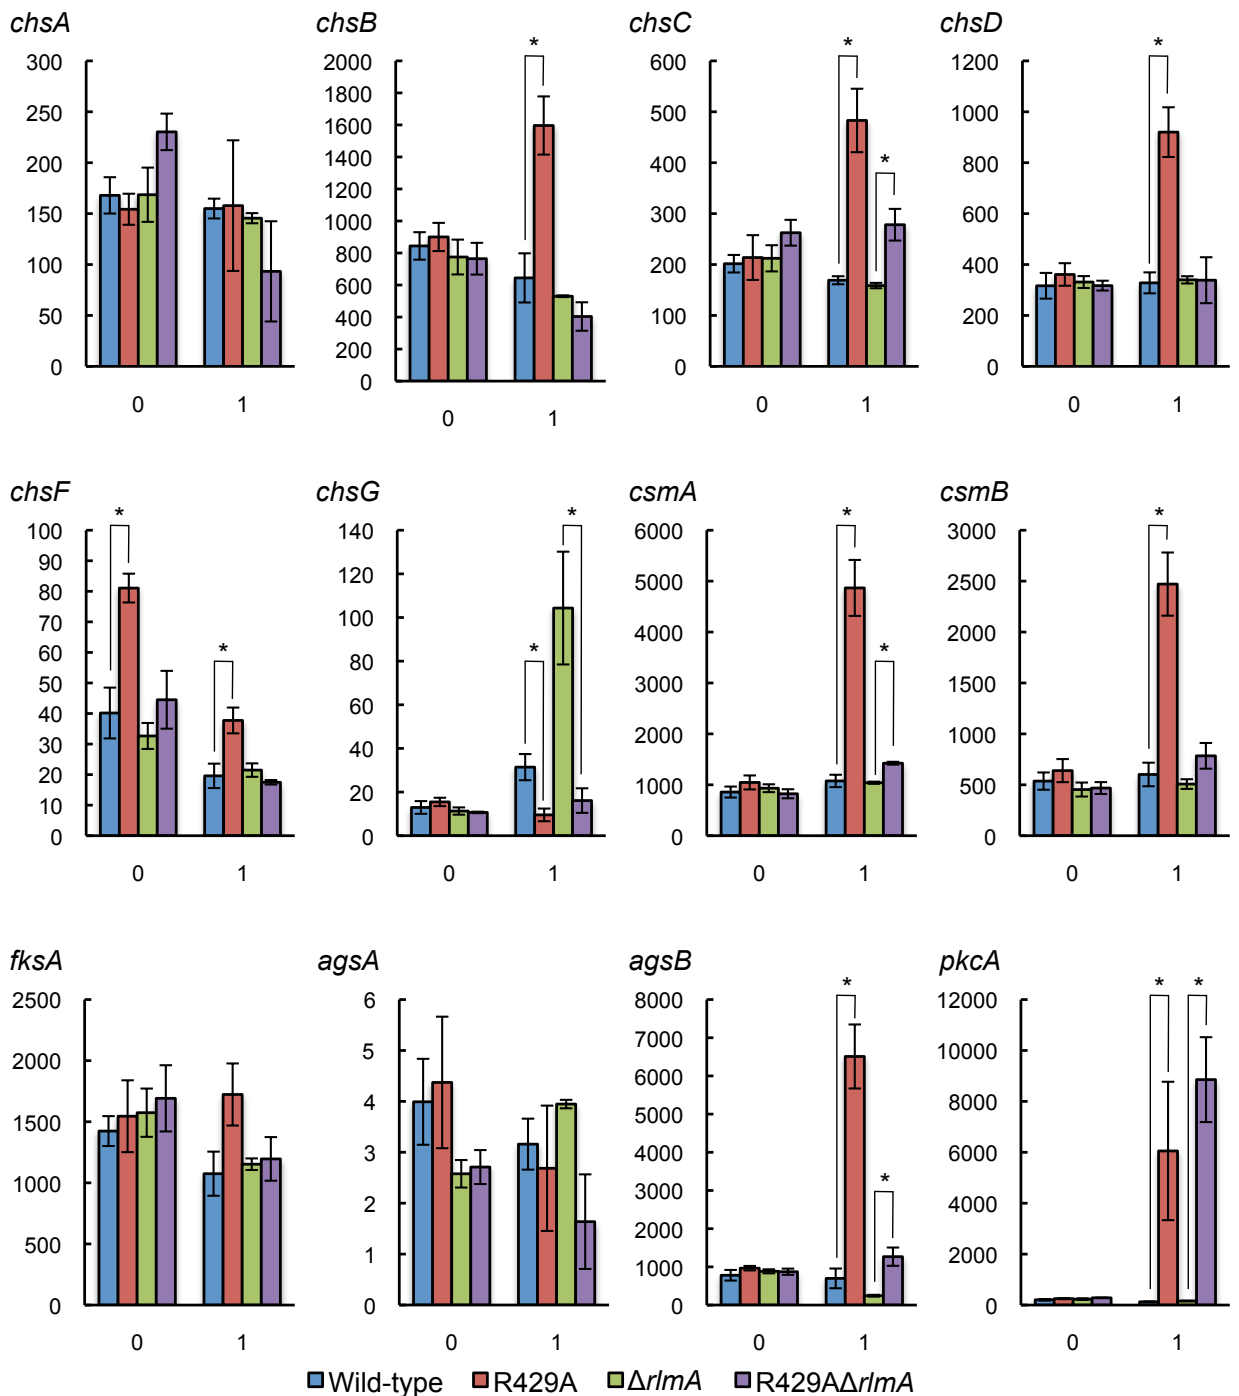 chsA chsB chsC chsD
300 2000 600 1200
1800
250 1600 500 1000
200 1400 400 800
1200
150 1000 300 600
800
100 600 200 400
50 400 100 200
200
0 0 0 0
0 1 0 1 0 1 0 1
* * * * 
chsF chsG csmA csmB
* * * * * * * 
100 140 6000 3000
90 120 5000 2500
80
70 100 4000 2000
60 80
50 3000 1500
40 60
30 40 2000 1000
20 20 1000 500
10
0 0 0 0
0 1 0 1 0 1 0 1
fksA agsA agsB pkcA
* * * *
2500 6 8000 12000
2000 5 7000 10000
6000
1500 4 5000 8000
3 4000 6000
1000 3000 4000
2 2000
500 1 1000 2000
0 0 0 0
0 1 0 1 0 1 0 1
Wild-type R429A ΔrlmA R429AΔrlmA